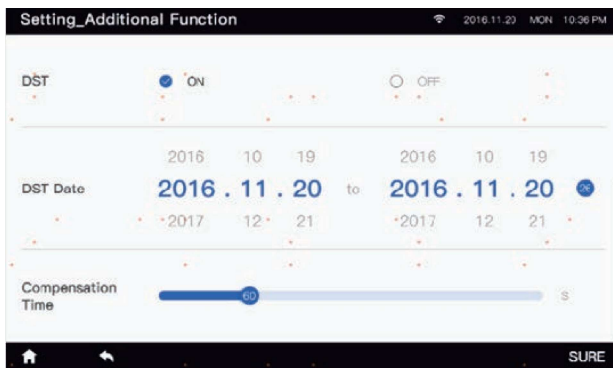 Setting_Additional Function 2016.11.20 MON 10:36 PM
DST ON OFF
2016 10 19 2016 10 19
DST Date 2016 . 11 . 20 to 2016 . 11 . 20
2017 12 21 2017 12 21
Compensation Time 60 S
SURE